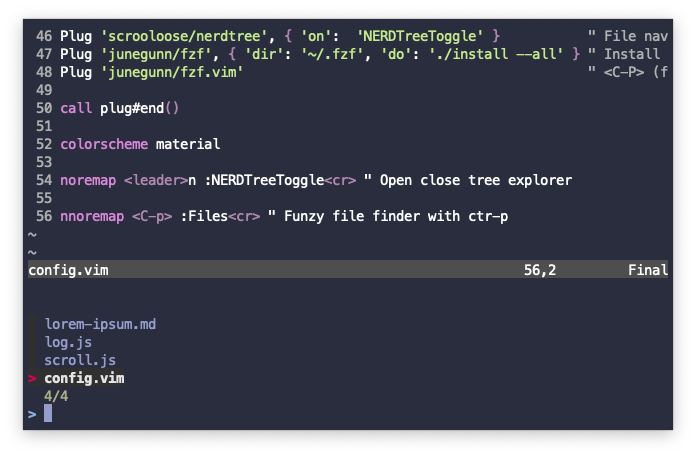 46 Plug 'scrooloose/nerdtree', { 'on':  'NERDTreeToggle' }           " File nav
47 Plug 'junegunn/fzf', { 'dir': '~/.fzf', 'do': './install --all' } " Install
48 Plug 'junegunn/fzf.vim'                                           " <C-P> (f
49
50 call plug#end()
51
52 colorscheme material
53
54 noremap <leader>n :NERDTreeToggle<cr> " Open close tree explorer
55
56 nnoremap <C-p> :Files<cr> " Funzy file finder with ctr-p
~
~
config.vim                                                    56,2         Final
lorem-ipsum.md
log.js
scroll.js
> config.vim
4/4
>